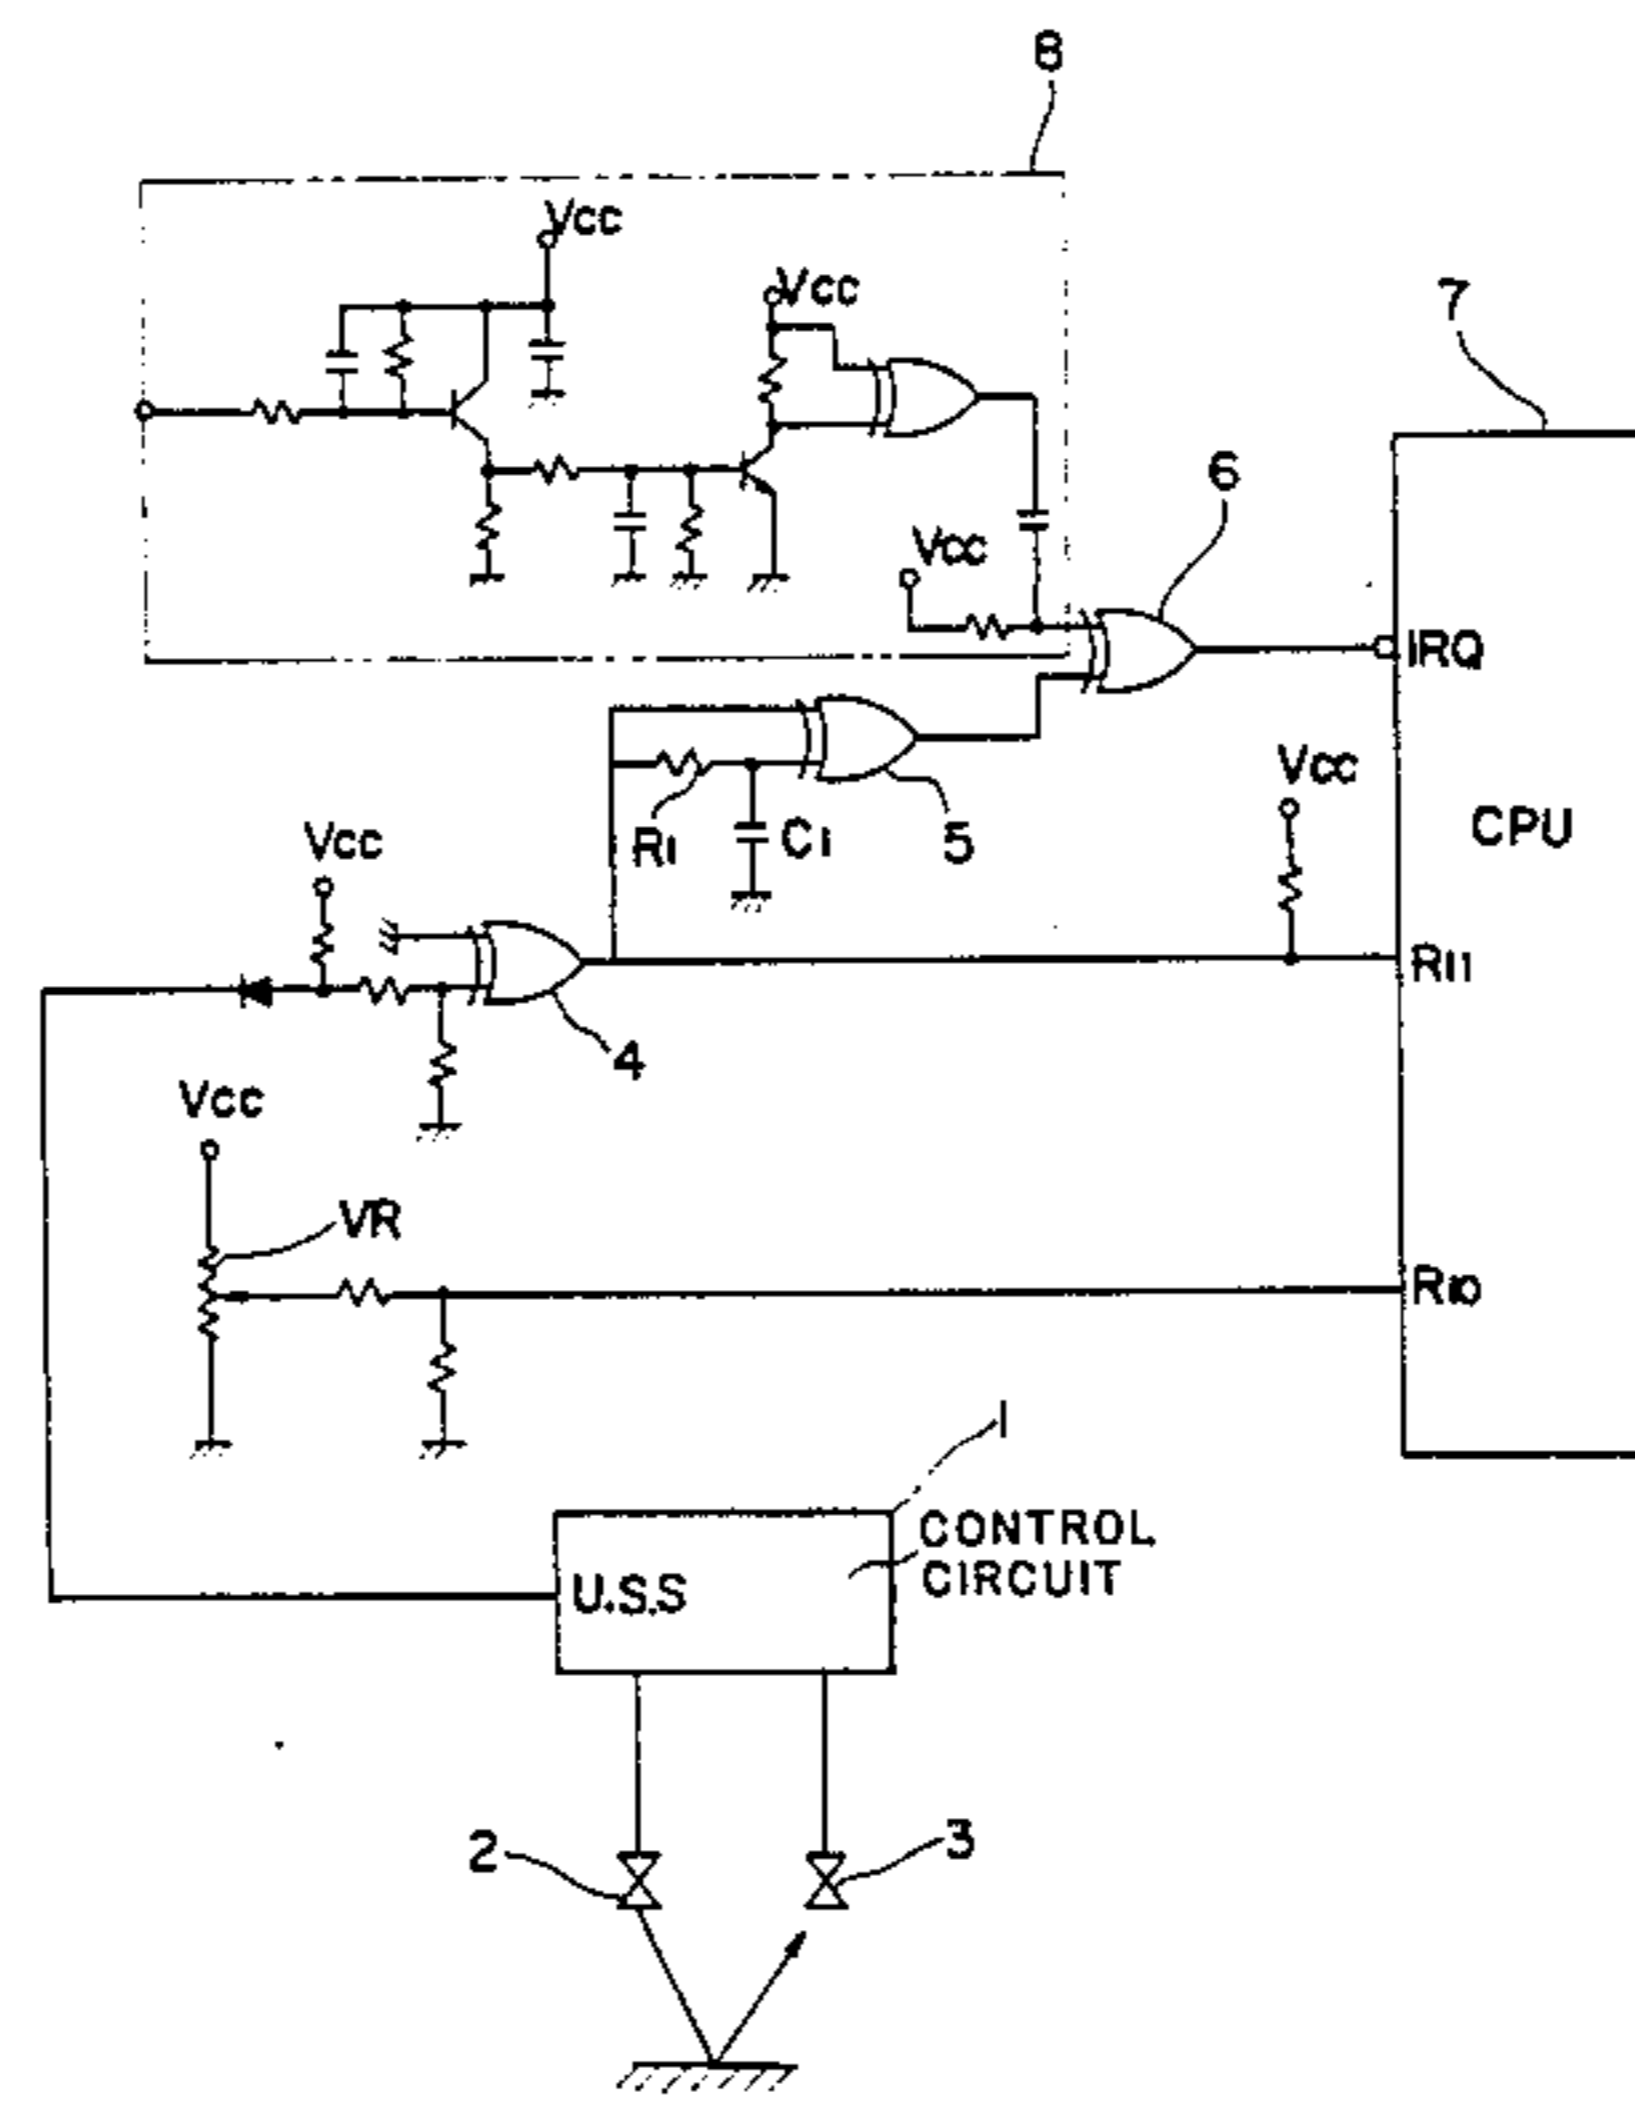 8
Vcc
Vcc
7
6
Vcc
IRQ
Vcc
R1
C1
5
CPU
Vcc
R11
4
Vcc
VR
R10
1
CONTROL
CIRCUIT
U.S.S
2
3